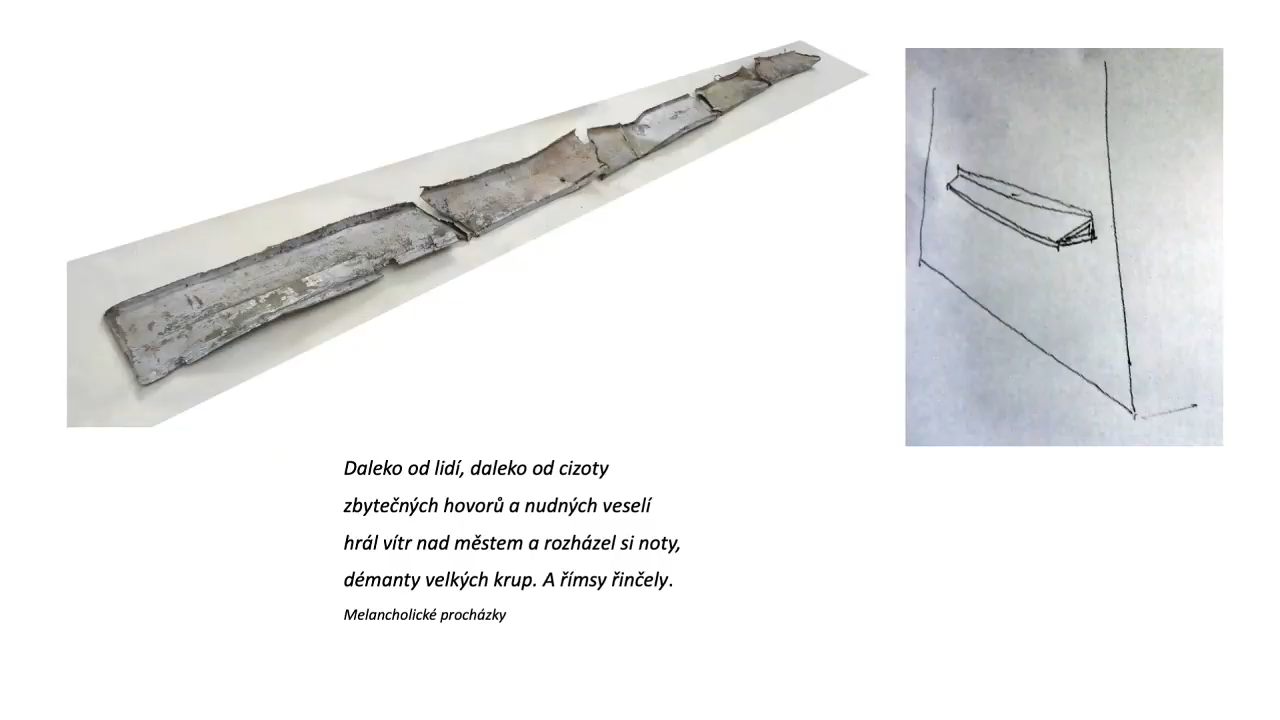 Daleko od lidí, daleko od cizoty
zbytečných hovorů a nudných veselí
hrál vítr nad městem a rozházel si noty,
démanty velkých krup. A římsy řinčely.
Melancholické procházky